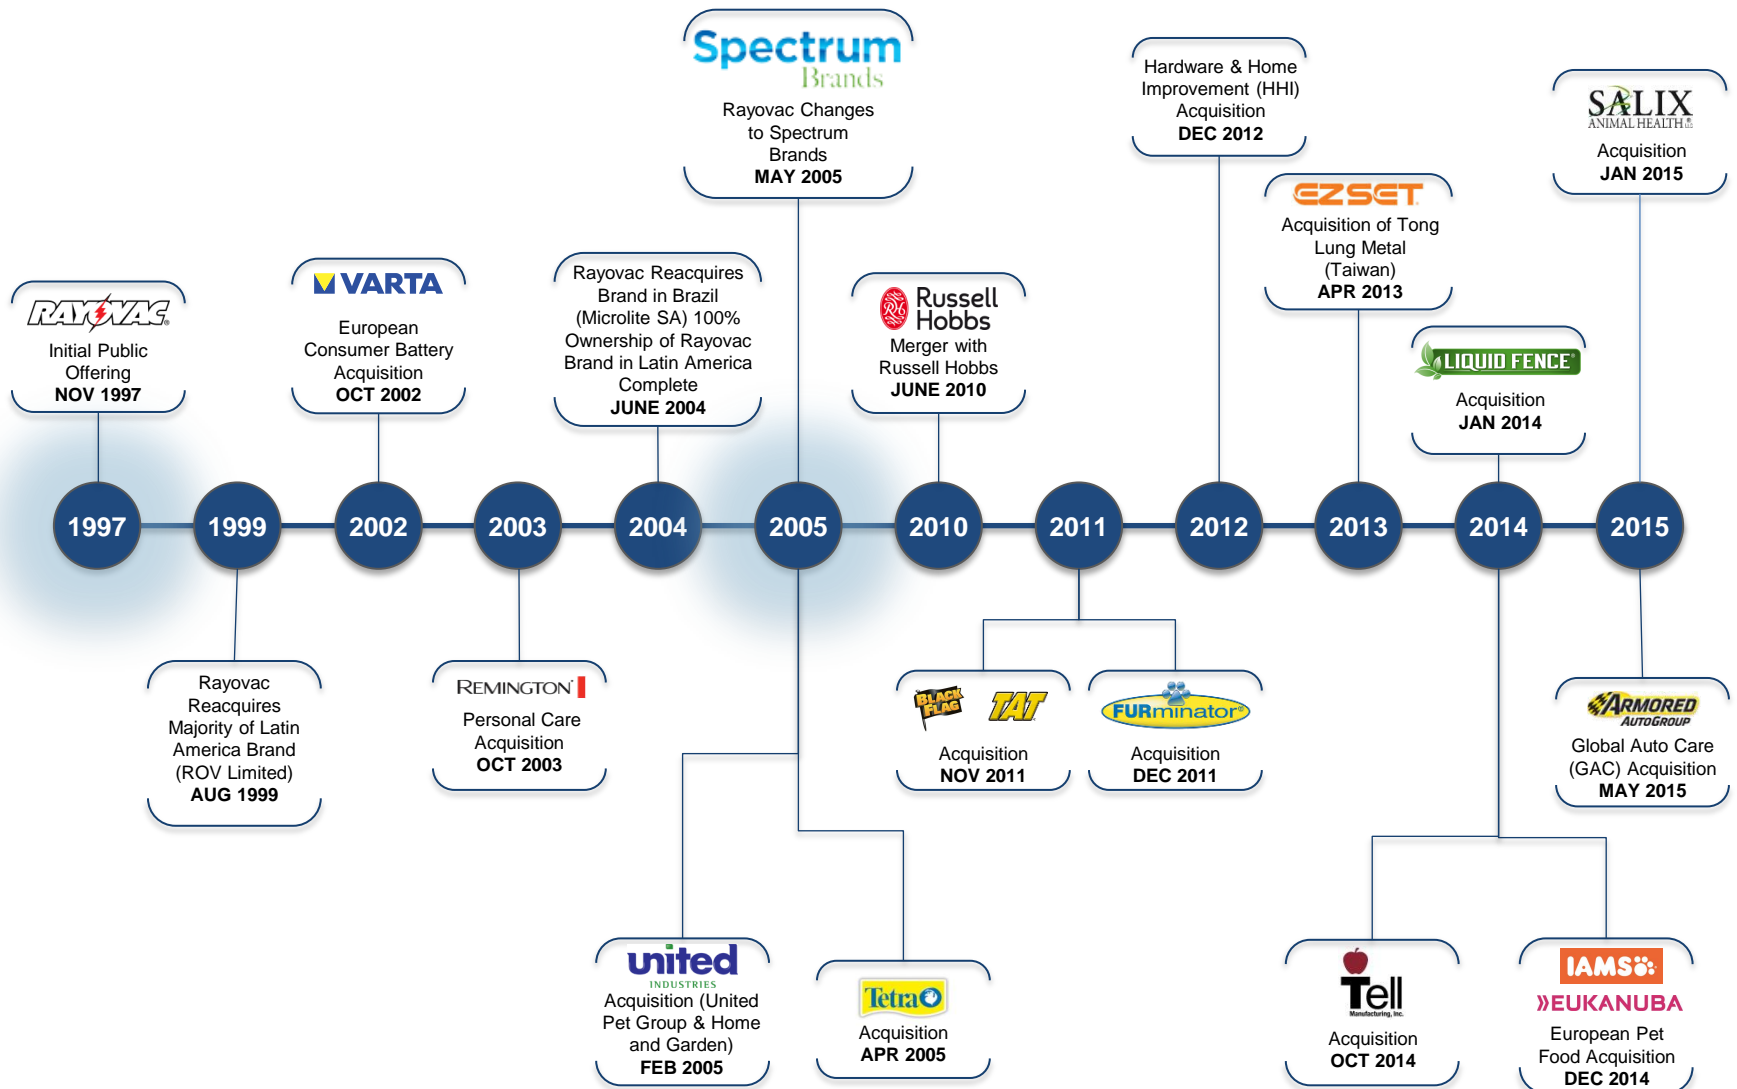 Spectrum
Brands
Rayovac Changes
to Spectrum
Brands
MAY 2005
Hardware & Home
Improvement (HHI)
Acquisition
DEC 2012
SALIX
ANIMAL HEALTH
Acquisition
JAN 2015
EZSET
Acquisition of Tong
Lung Metal
(Taiwan)
APR 2013
RAYOVAC
Initial Public
Offering
NOV 1997
VARTA
European
Consumer Battery
Acquisition
OCT 2002
Rayovac Reacquires
Brand in Brazil
(Microlite SA) 100%
Ownership of Rayovac
Brand in Latin America
Complete
JUNE 2004
Russell
Hobbs
Merger with
Russell Hobbs
JUNE 2010
LIQUID FENCE®
Acquisition
JAN 2014
1997
1999
2002
2003
2004
2005
2010
2011
2012
2013
2014
2015
Rayovac
Reacquires
Majority of Latin
America Brand
(ROV Limited)
AUG 1999
REMINGTON
Personal Care
Acquisition
OCT 2003
BLACK
FLAG
TAT
Acquisition
NOV 2011
FURminator®
Acquisition
DEC 2011
ARMORED
AUTOGROUP
Global Auto Care
(GAC) Acquisition
MAY 2015
united
INDUSTRIES
Acquisition (United
Pet Group & Home
and Garden)
FEB 2005
Tetra
Acquisition
APR 2005
Tell
Manufacturing, Inc.
Acquisition
OCT 2014
IAMS
EUKANUBA
European Pet
Food Acquisition
DEC 2014